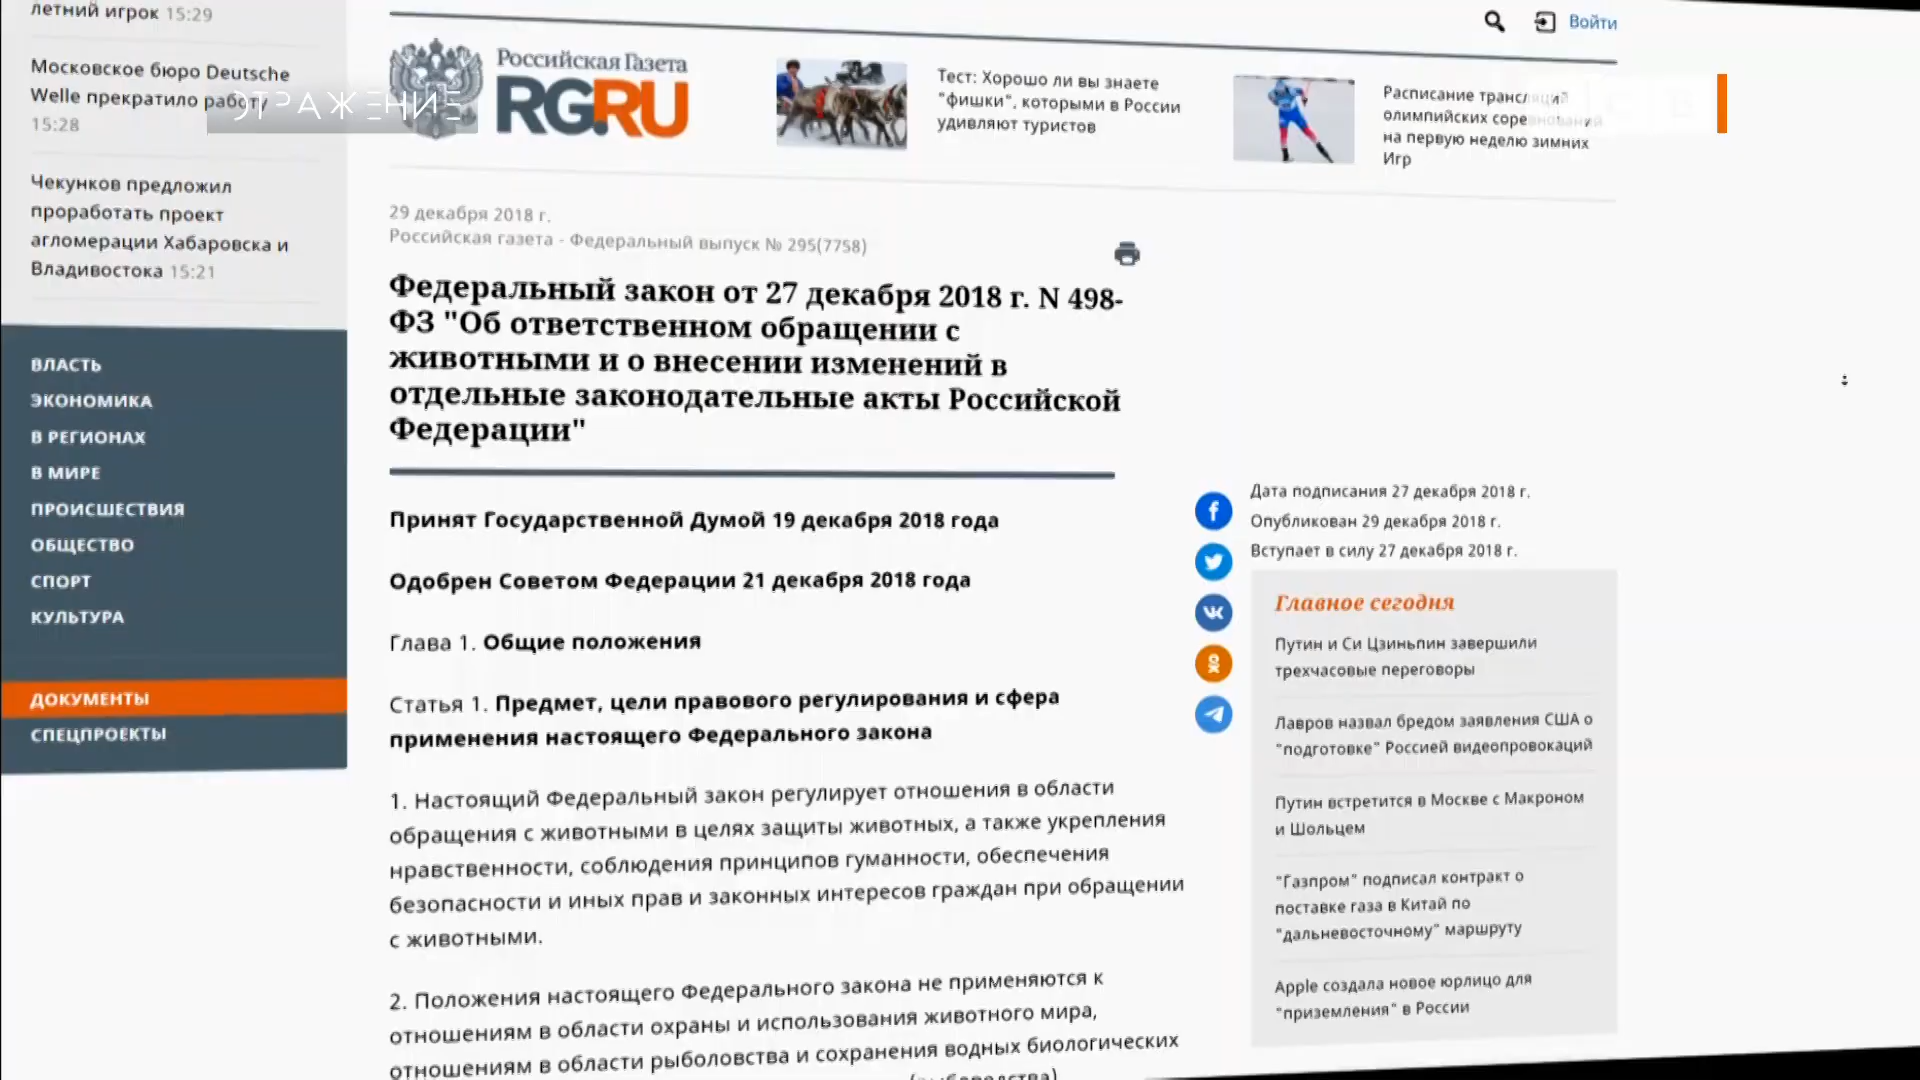 летний игрок 15:29
Московское бюро Deutsche
Welle прекратило работу
15:28
Чекунков предложил
проработать проект
агломерации Хабаровска и
Владивостока 15:21
ВЛАСТЬ
ЭКОНОМИКА
В РЕГИОНАХ
В МИРЕ
ПРОИСШЕСТВИЯ
ОБЩЕСТВО
СПОРТ
КУЛЬТУРА
ДОКУМЕНТЫ
СПЕЦПРОЕКТЫ
ЭТРАЖЕНИЕ
Российская Газета
RG.RU
Тест: Хорошо ли вы знаете
"фишки", которыми в России
удивляют туристов
Войти
Расписание трансляций
олимпийских соревнований
на первую неделю зимних
Игр
29 декабря 2018 г.
Российская газета - Федеральный выпуск № 295(7758)
Федеральный закон от 27 декабря 2018 г. N 498-
ФЗ "Об ответственном обращении с
животными и о внесении изменений в
отдельные законодательные акты Российской
Федерации"
Принят Государственной Думой 19 декабря 2018 года
Одобрен Советом Федерации 21 декабря 2018 года
Глава 1. Общие положения
Статья 1. Предмет, цели правового регулирования и сфера
применения настоящего Федерального закона
1. Настоящий Федеральный закон регулирует отношения в области
обращения с животными в целях защиты животных, а также укрепления
нравственности, соблюдения принципов гуманности, обеспечения
безопасности и иных прав и законных интересов граждан при обращении
с животными.
2. Положения настоящего Федерального закона не применяются к
отношениям в области охраны и использования животного мира,
отношениям в области рыболовства и сохранения водных биологических
Дата подписания 27 декабря 2018 г.
Опубликован 29 декабря 2018 г.
Вступает в силу 27 декабря 2018 г.
Главное сегодня
Путин и Си Цзиньпин завершили
трехчасовые переговоры
Лавров назвал бредом заявления США о
"подготовке" Россией видеопровокаций
Путин встретится в Москве с Макроном
и Шольцем
"Газпром" подписал контракт о
поставке газа в Китай по
"дальневосточному" маршруту
Apple создала новое юрлицо для
"приземления" в России